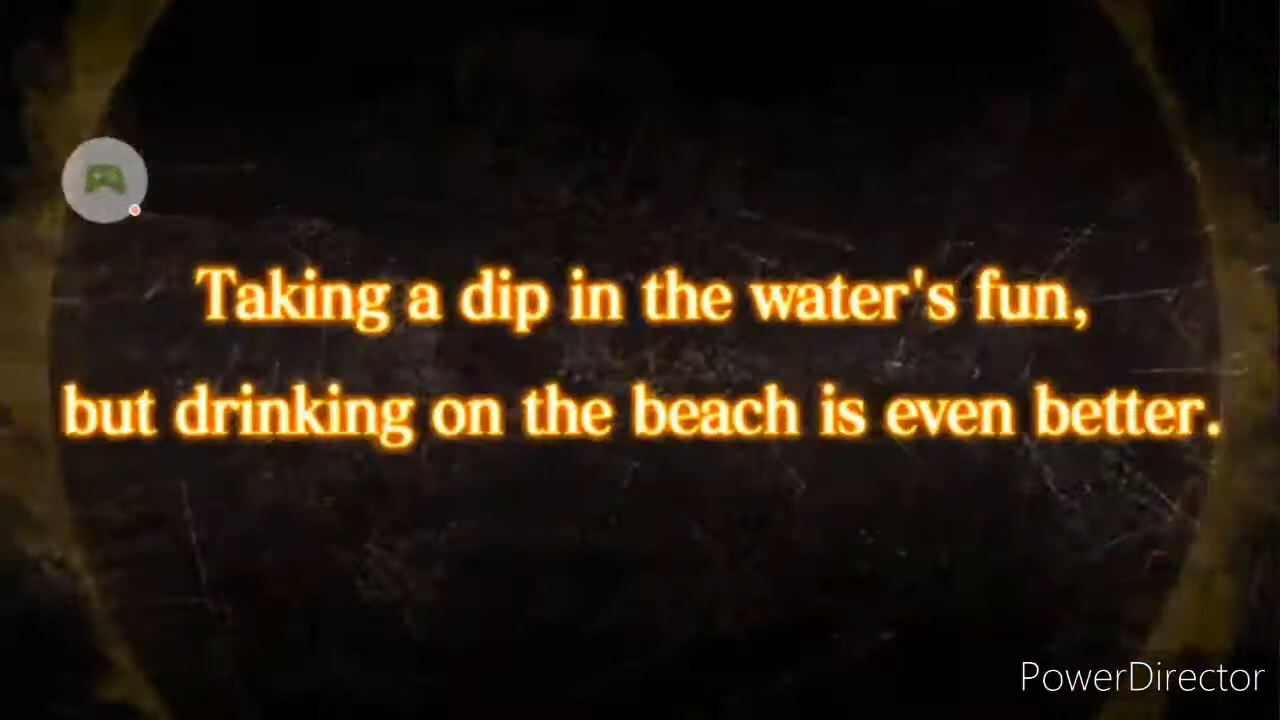 Taking a dip in the water's fun,
but drinking on the beach is even better.
PowerDirector